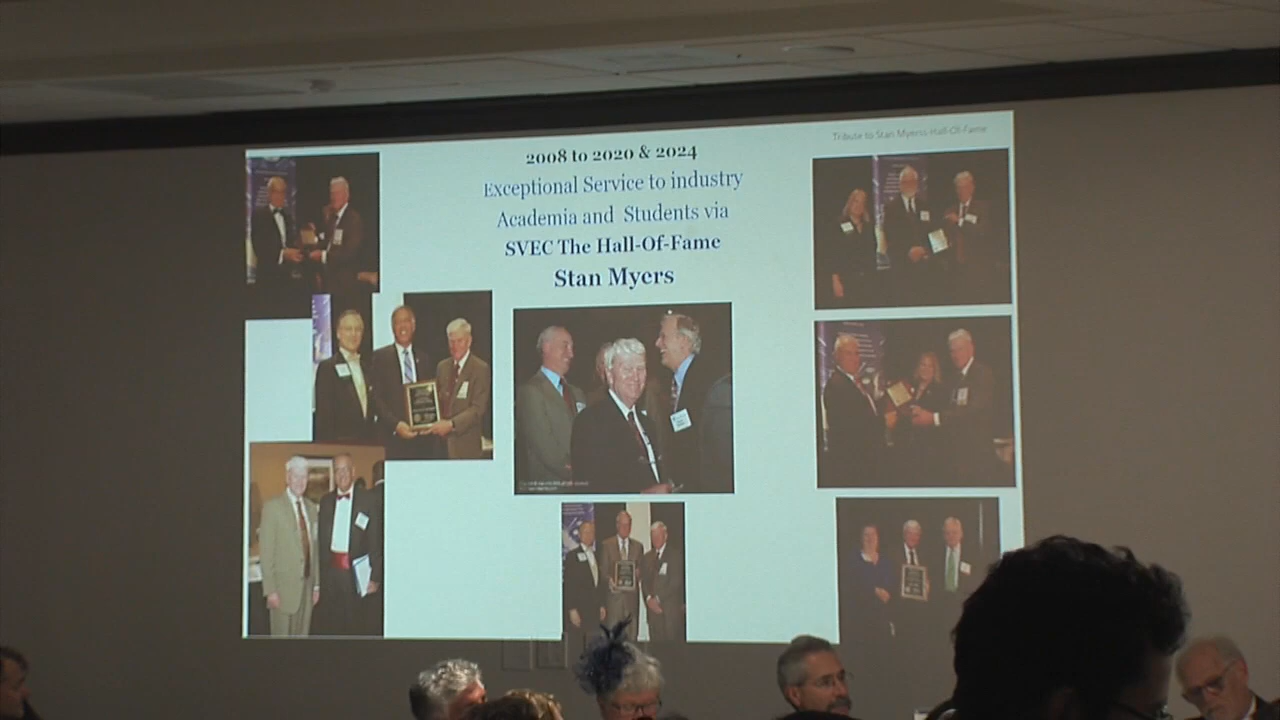 Tribute to Stan Myerss-Hall-Of-Fame
2008 to 2020 & 2024
Exceptional Service to industry
Academia and Students via
SVEC The Hall-Of-Fame
Stan Myers